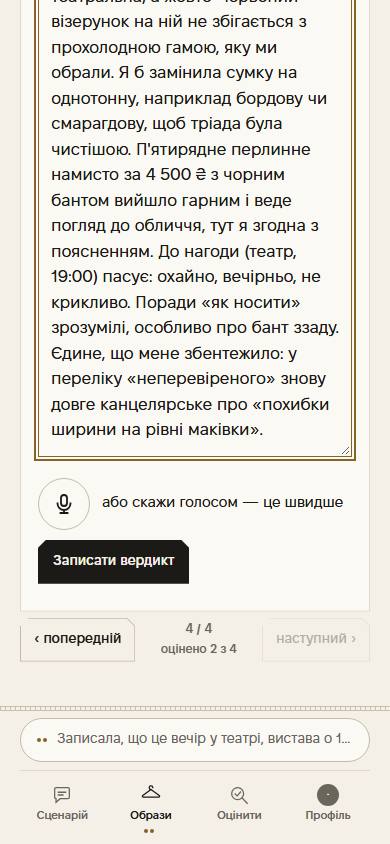 візерунок на ній не збігається з
прохолодною гамою, яку ми
обрали. Я б замінила сумку на
однотонну, наприклад бордову чи
смарагдову, щоб тріада була
чистішою. П'ятирядне перлинне
намисто за 4 500 ₴ з чорним
бантом вийшло гарним і веде
погляд до обличчя, тут я згодна з
поясненням. До нагоди (театр,
19:00) пасує: охайно, вечірньо, не
крикливо. Поради «як носити»
зрозумілі, особливо про бант ззаду.
Єдине, що мене збентежило: у
переліку «неперевіреного» знову
довге канцелярське про «похибки
ширини на рівні маківки».
або скажи голосом — це швидше
Записати вердикт
‹ попередній
4 / 4
оцінено 2 з 4
наступний ›
Записала, що це вечір у театрі, вистава о 1...
Сценарій
Образи
Оцінити
Профіль